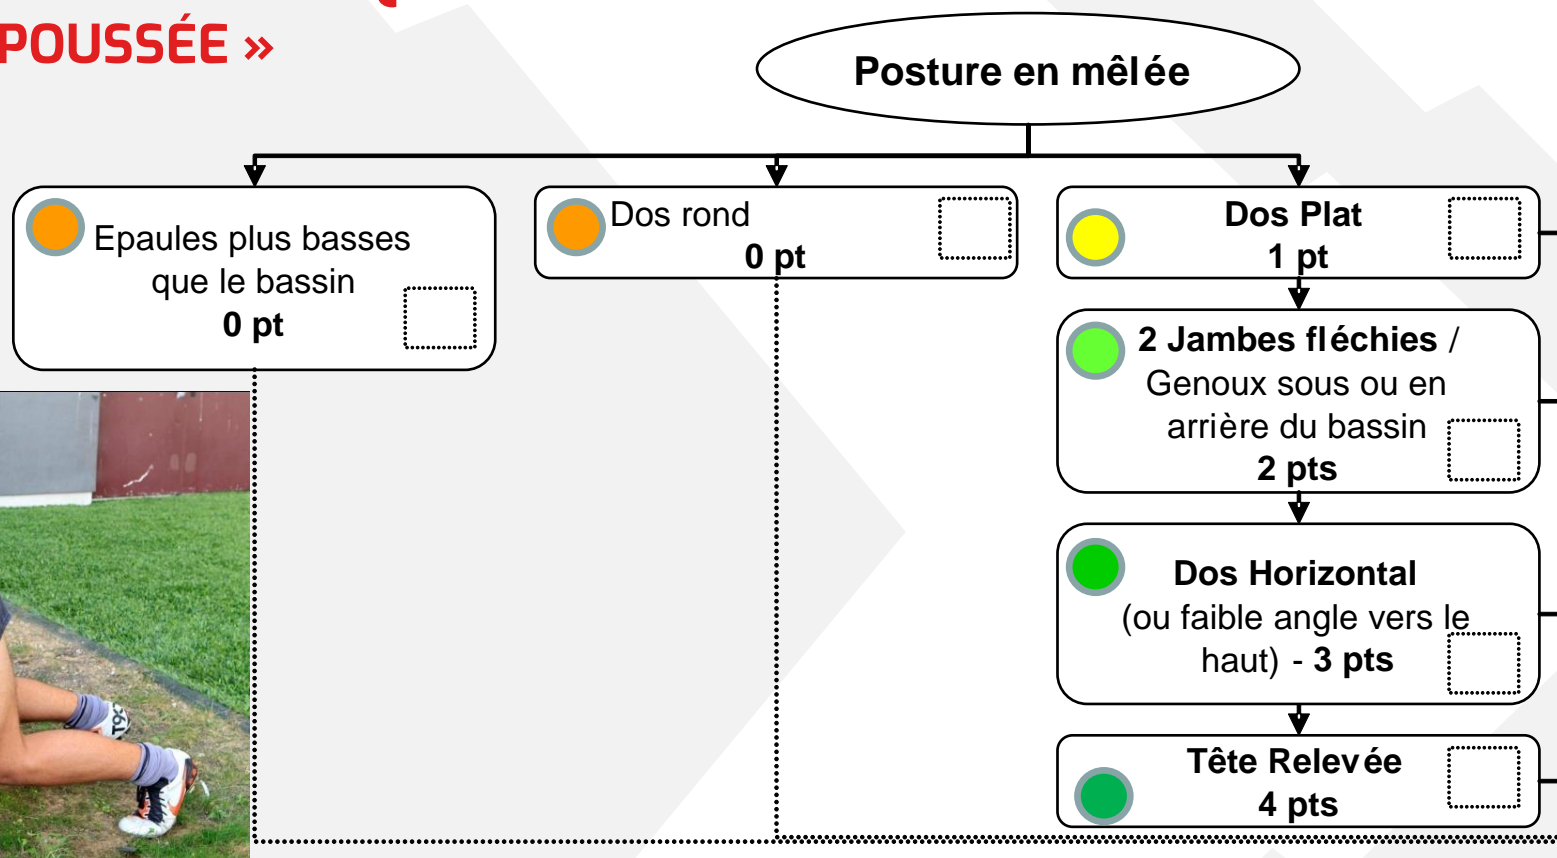 POUSSÉE »
Posture en mêlée
Epaules plus basses
que le bassin
0 pt
Dos rond
0 pt
Dos Plat
1 pt
2 Jambes fléchies /
Genoux sous ou en
arrière du bassin
2 pts
Dos Horizontal
(ou faible angle vers le
haut) - 3 pts
Tête Relevée
4 pts